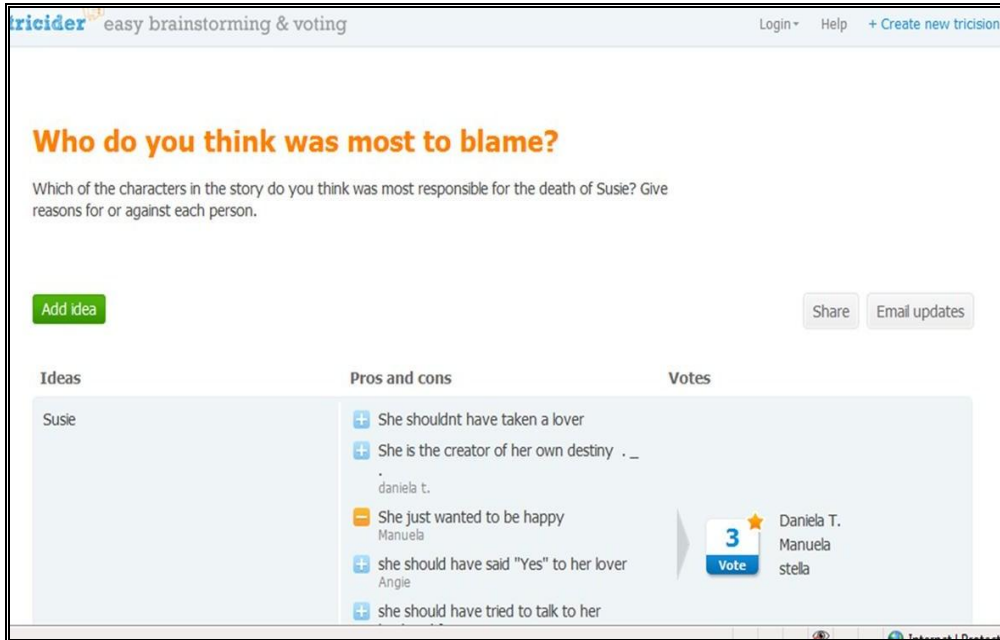 tricider easy brainstorming & voting
Login Help + Create new tricision
Who do you think was most to blame?
Which of the characters in the story do you think was most responsible for the death of Susie? Give
reasons for or against each person.
Add idea
Share Email updates
Ideas Pros and cons Votes
Susie
She shouldnt have taken a lover
She is the creator of her own destiny . _
.
daniela t.
She just wanted to be happy
Manuela
she should have said "Yes" to her lover
Angie
she should have tried to talk to her
3
Vote
Daniela T.
Manuela
stella
Internet | Protect